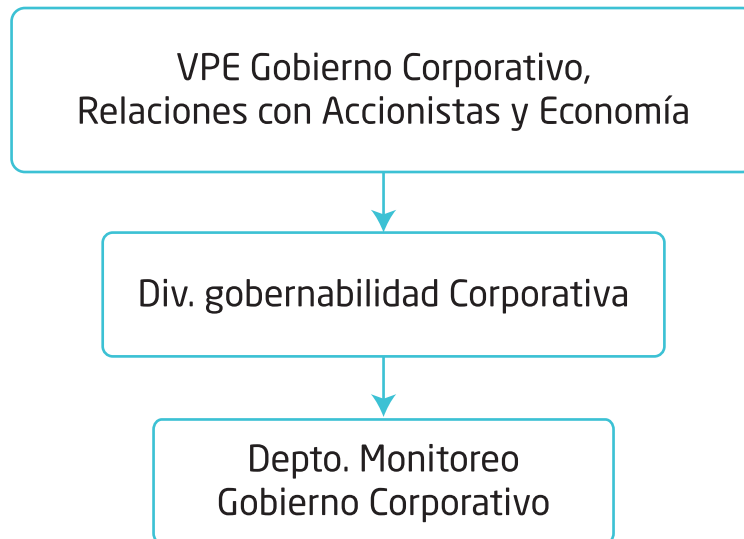 VPE Gobierno Corporativo,
Relaciones con Accionistas y Economía
Div. gobernabilidad Corporativa
Depto. Monitoreo
Gobierno Corporativo